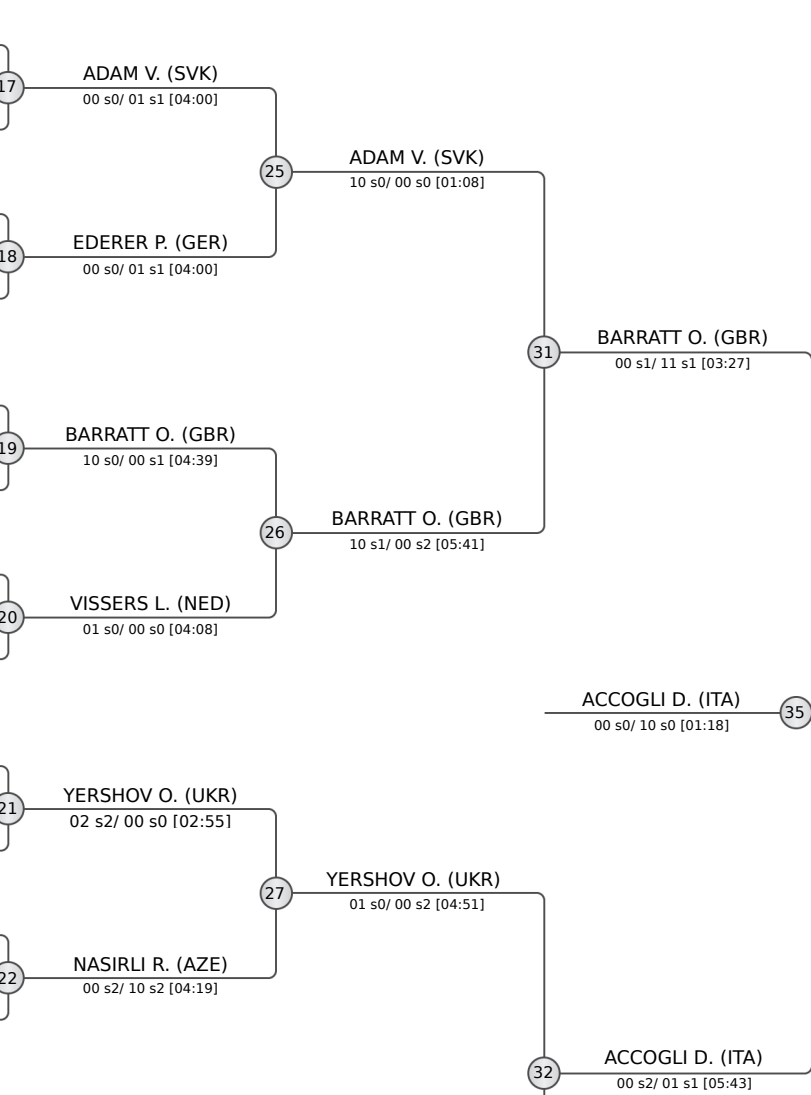 17
ADAM V. (SVK)
00 s0/ 01 s1 [04:00]
ADAM V. (SVK)
25
10 s0/ 00 s0 [01:08]
18
EDERER P. (GER)
00 s0/ 01 s1 [04:00]
31
BARRATT O. (GBR)
00 s1/ 11 s1 [03:27]
19
BARRATT O. (GBR)
10 s0/ 00 s1 [04:39]
26
BARRATT O. (GBR)
10 s1/ 00 s2 [05:41]
20
VISSERS L. (NED)
01 s0/ 00 s0 [04:08]
ACCOGLI D. (ITA)
35
00 s0/ 10 s0 [01:18]
21
YERSHOV O. (UKR)
02 s2/ 00 s0 [02:55]
27
YERSHOV O. (UKR)
01 s0/ 00 s2 [04:51]
22
NASIRLI R. (AZE)
00 s2/ 10 s2 [04:19]
32
ACCOGLI D. (ITA)
00 s2/ 01 s1 [05:43]